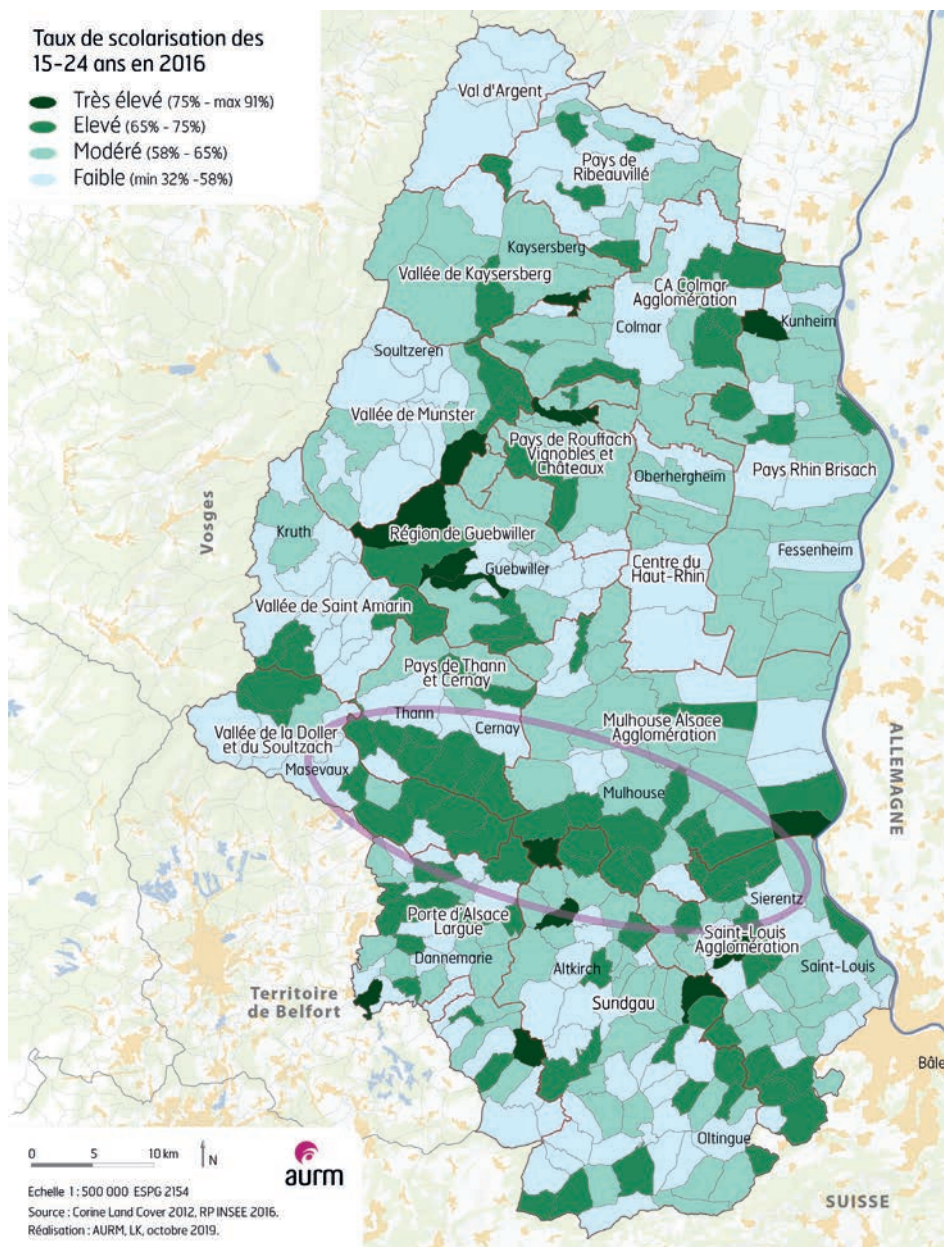 Taux de scolarisation des
15-24 ans en 2016
Très élevé (75% - max 91%)
Elevé (65% - 75%)
Modéré (58% - 65%)
Faible (min 32% -58%)
Val d'Argent
Pays de
Ribeauvillé
Kaysersberg
Vallée de Kaysersberg
CA Colmar
Agglomération
Colmar
Kunheim
Soultzeren
Vallée de Munster
Pays de Rouffach
Vignobles et
Châteaux
Oberhergheim
Pays Rhin Brisach
Vosges
Kruth
Région de Guebwiller
Guebwiller
Centre du
Haut-Rhin
Fessenheim
Vallée de Saint Amarin
Pays de Thann
et Cernay
Thann
Cernay
Mulhouse Alsace
Agglomération
Vallée de la Doller
et du Soultzach
Masevaux
Mulhouse
ALLEMAGNE
Sierentz
Porte d'Alsace
Largue
Saint-Louis
Agglomération
Dannemarie
Altkirch
Saint-Louis
Territoire
de Belfort
Sundgau
Bâle
Oltingue
SUISSE
0 5 10 km
N
aurm
Echelle 1 : 500 000 ESPG 2154
Source : Corine Land Cover 2012, RP INSEE 2016.
Réalisation : AURM, LK, octobre 2019.